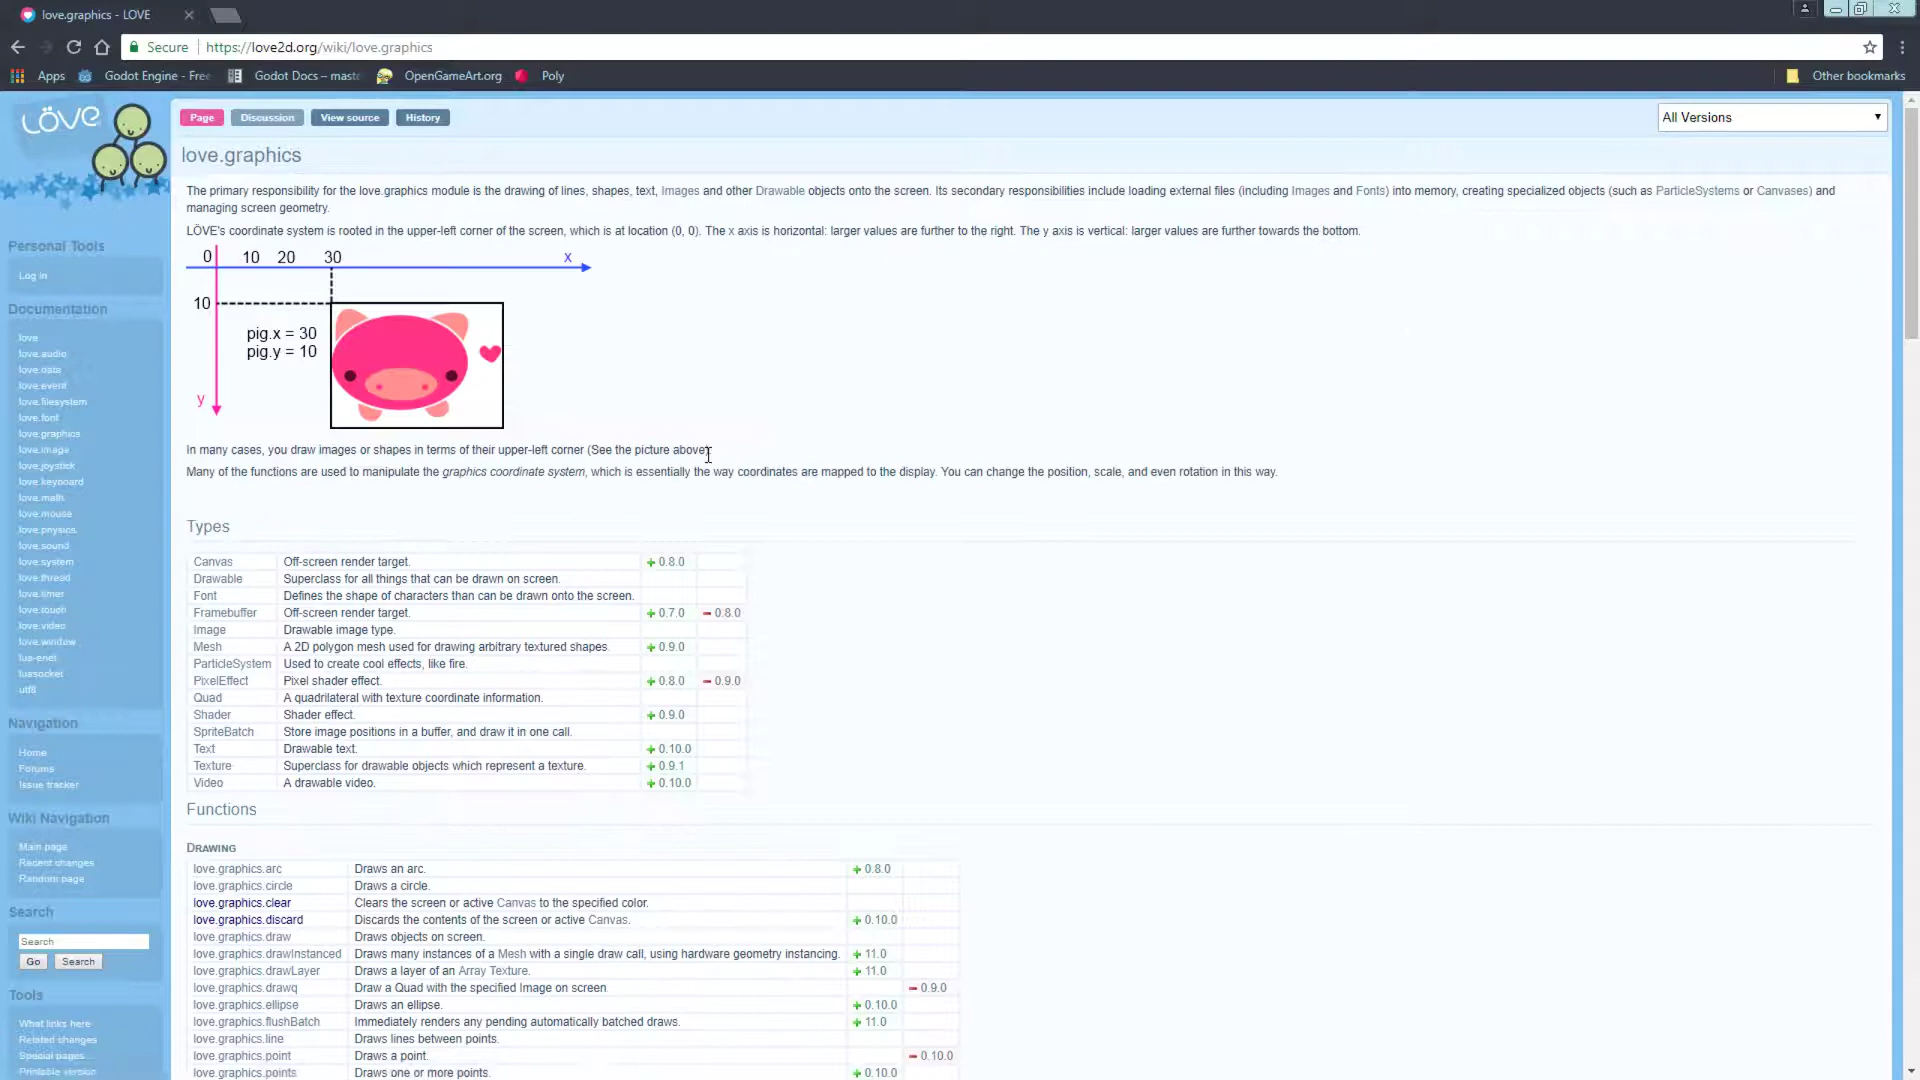 love.graphics - LOVE
Secure https://love2d.org/wiki/love.graphics
Apps Godot Engine - Free Godot Docs – maste OpenGameArt.org Poly Other bookmarks
LÖVE
Page Discussion View source History All Versions
love.graphics
The primary responsibility for the love.graphics module is the drawing of lines, shapes, text, Images and other Drawable objects onto the screen. Its secondary responsibilities include loading external files (including Images and Fonts) into memory, creating specialized objects (such as ParticleSystems or Canvases) and
managing screen geometry.
LÖVE's coordinate system is rooted in the upper-left corner of the screen, which is at location (0, 0). The x axis is horizontal: larger values are further to the right. The y axis is vertical: larger values are further towards the bottom.
0 10 20 30 x
10
pig.x = 30
pig.y = 10
y
In many cases, you draw images or shapes in terms of their upper-left corner (See the picture above)
Many of the functions are used to manipulate the graphics coordinate system, which is essentially the way coordinates are mapped to the display. You can change the position, scale, and even rotation in this way.
Types
Canvas Off-screen render target. 0.8.0
Drawable Superclass for all things that can be drawn on screen.
Font Defines the shape of characters than can be drawn onto the screen.
Framebuffer Off-screen render target. 0.7.0 0.8.0
Image Drawable image type.
Mesh A 2D polygon mesh used for drawing arbitrary textured shapes. 0.9.0
ParticleSystem Used to create cool effects, like fire.
PixelEffect Pixel shader effect. 0.8.0 0.9.0
Quad A quadrilateral with texture coordinate information.
Shader Shader effect. 0.9.0
SpriteBatch Store image positions in a buffer, and draw it in one call.
Text Drawable text. 0.10.0
Texture Superclass for drawable objects which represent a texture. 0.9.1
Video A drawable video. 0.10.0
Functions
DRAWING
love.graphics.arc Draws an arc. 0.8.0
love.graphics.circle Draws a circle.
love.graphics.clear Clears the screen or active Canvas to the specified color.
love.graphics.discard Discards the contents of the screen or active Canvas. 0.10.0
love.graphics.draw Draws objects on screen.
love.graphics.drawInstanced Draws many instances of a Mesh with a single draw call, using hardware geometry instancing. 11.0
love.graphics.drawLayer Draws a layer of an Array Texture. 11.0
love.graphics.drawq Draw a Quad with the specified Image on screen 0.9.0
love.graphics.ellipse Draws an ellipse. 0.10.0
love.graphics.flushBatch Immediately renders any pending automatically batched draws. 11.0
love.graphics.line Draws lines between points.
love.graphics.point Draws a point. 0.10.0
love.graphics.points Draws one or more points. 0.10.0
Personal Tools
Log in
Documentation
love
love.audio
love.data
love.event
love.filesystem
love.font
love.graphics
love.image
love.joystick
love.keyboard
love.math
love.mouse
love.physics
love.sound
love.system
love.thread
love.timer
love.touch
love.video
love.window
lua-enet
luasocket
utf8
Navigation
Home
Forums
Issue tracker
Wiki Navigation
Main page
Recent changes
Random page
Search
Search
Go Search
Tools
What links here
Related changes
Special pages
Printable version